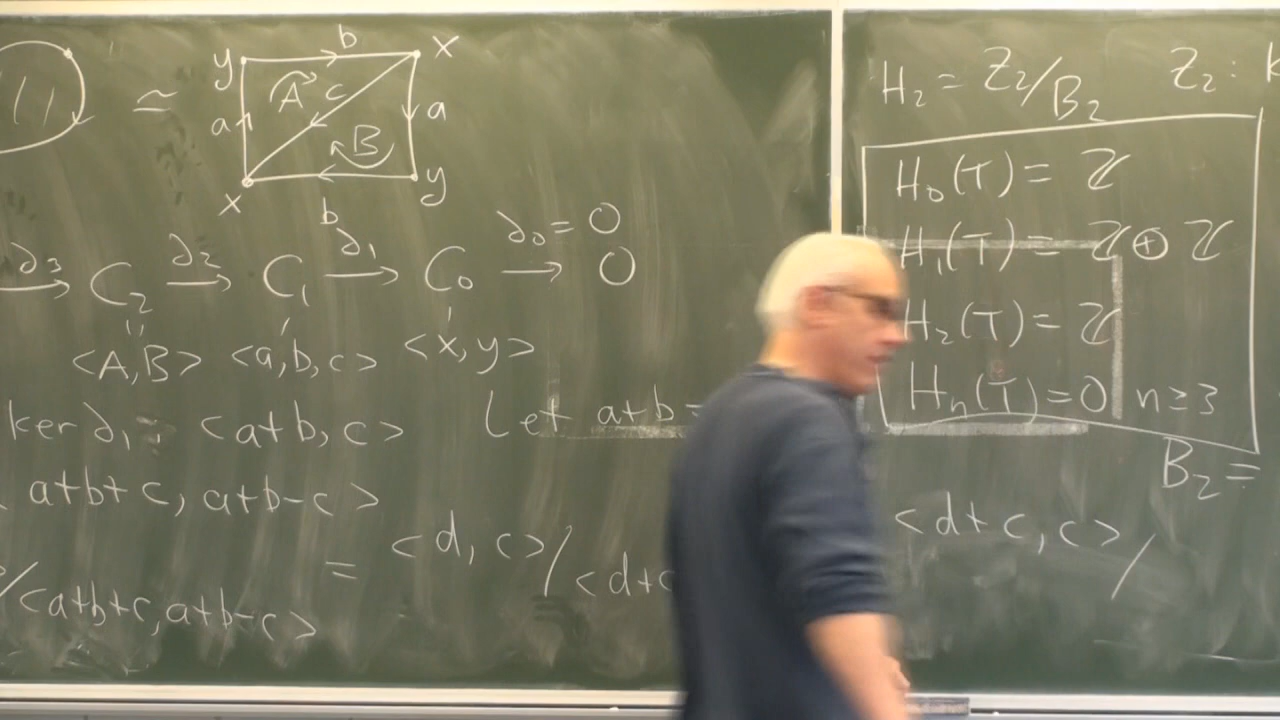 y b x
≃
A c
a a
B
x b y
∂₃ ∂₂ ∂₁ ∂₀ = 0
→ C₂ → C₁ → C₀ → 0
<A,B> <a,b,c> <x,y>
ker ∂₁ : <a+b, c> Let a+b =
a+b+c, a+b-c>
= <d, c>/<d+c
/<a+b+c, a+b-c>
H₂ = Z₂/B₂ Z₂ :
H₀(T) = ℤ
H₁(T) = ℤ ⊕ ℤ
H₂(T) = ℤ
Hₙ(T) = 0 n≥3
B₂ =
<d+c, c>/